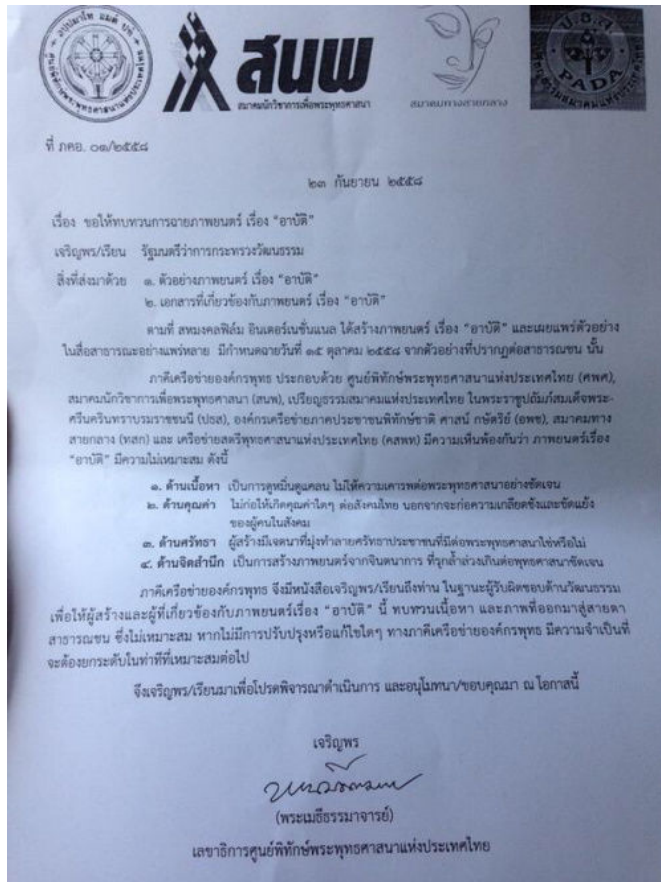 อปฺปมาโท อมตํ ปทํ
ศูนย์พิทักษ์พระพุทธศาสนาแห่งประเทศไทย
สนพ
สมาคมนักวิชาการเพื่อพระพุทธศาสนา
สมาคมทางสายกลาง
ป.ธ.ส
PADA
ที่ ภคอ. ๐๑/๒๕๕๘
๒๓ กันยายน ๒๕๕๘
เรื่อง ขอให้ทบทวนการฉายภาพยนตร์ เรื่อง "อาบัติ"
เจริญพร/เรียน รัฐมนตรีว่าการกระทรวงวัฒนธรรม
สิ่งที่ส่งมาด้วย ๑. ตัวอย่างภาพยนตร์ เรื่อง "อาบัติ"
๒. เอกสารที่เกี่ยวข้องกับภาพยนตร์ เรื่อง "อาบัติ"
ตามที่ สหมงคลฟิล์ม อินเตอร์เนชั่นแนล ได้สร้างภาพยนตร์ เรื่อง "อาบัติ" และเผยแพร่ตัวอย่าง
ในสื่อสาธารณะอย่างแพร่หลาย มีกำหนดฉายวันที่ ๑๕ ตุลาคม ๒๕๕๘ จากตัวอย่างที่ปรากฏต่อสาธารณชน นั้น
ภาคีเครือข่ายองค์กรพุทธ ประกอบด้วย ศูนย์พิทักษ์พระพุทธศาสนาแห่งประเทศไทย (ศพศ),
สมาคมนักวิชาการเพื่อพระพุทธศาสนา (สนพ), เปรียญธรรมสมาคมแห่งประเทศไทย ในพระราชูปถัมภ์สมเด็จพระ-
ศรีนครินทราบรมราชชนนี (ปธส), องค์กรเครือข่ายภาคประชาชนพิทักษ์ชาติ ศาสน์ กษัตริย์ (อพช), สมาคมทาง
สายกลาง (ทสก) และ เครือข่ายสตรีพุทธศาสนาแห่งประเทศไทย (คสพท) มีความเห็นพ้องกันว่า ภาพยนตร์เรื่อง
"อาบัติ" มีความไม่เหมาะสม ดังนี้
๑. ด้านเนื้อหา เป็นการดูหมิ่นดูแคลน ไม่ให้ความเคารพต่อพระพุทธศาสนาอย่างชัดเจน
๒. ด้านคุณค่า ไม่ก่อให้เกิดคุณค่าใดๆ ต่อสังคมไทย นอกจากจะก่อความเกลียดชังและขัดแย้ง
ของผู้คนในสังคม
๓. ด้านศรัทธา ผู้สร้างมีเจตนาที่มุ่งทำลายศรัทธาประชาชนที่มีต่อพระพุทธศาสนาใช่หรือไม่
๔. ด้านจิตสำนึก เป็นการสร้างภาพยนตร์จากจินตนาการ ที่รุกล้ำล่วงเกินต่อพุทธศาสนาชัดเจน
ภาคีเครือข่ายองค์กรพุทธ จึงมีหนังสือเจริญพร/เรียนถึงท่าน ในฐานะผู้รับผิดชอบด้านวัฒนธรรม
เพื่อให้ผู้สร้างและผู้ที่เกี่ยวข้องกับภาพยนตร์เรื่อง "อาบัติ" นี้ ทบทวนเนื้อหา และภาพที่ออกมาสู่สายตา
สาธารณชน ซึ่งไม่เหมาะสม หากไม่มีการปรับปรุงหรือแก้ไขใดๆ ทางภาคีเครือข่ายองค์กรพุทธ มีความจำเป็นที่
จะต้องยกระดับในท่าทีที่เหมาะสมต่อไป
จึงเจริญพร/เรียนมาเพื่อโปรดพิจารณาดำเนินการ และอนุโมทนา/ขอบคุณมา ณ โอกาสนี้
เจริญพร
(พระเมธีธรรมาจารย์)
เลขาธิการศูนย์พิทักษ์พระพุทธศาสนาแห่งประเทศไทย